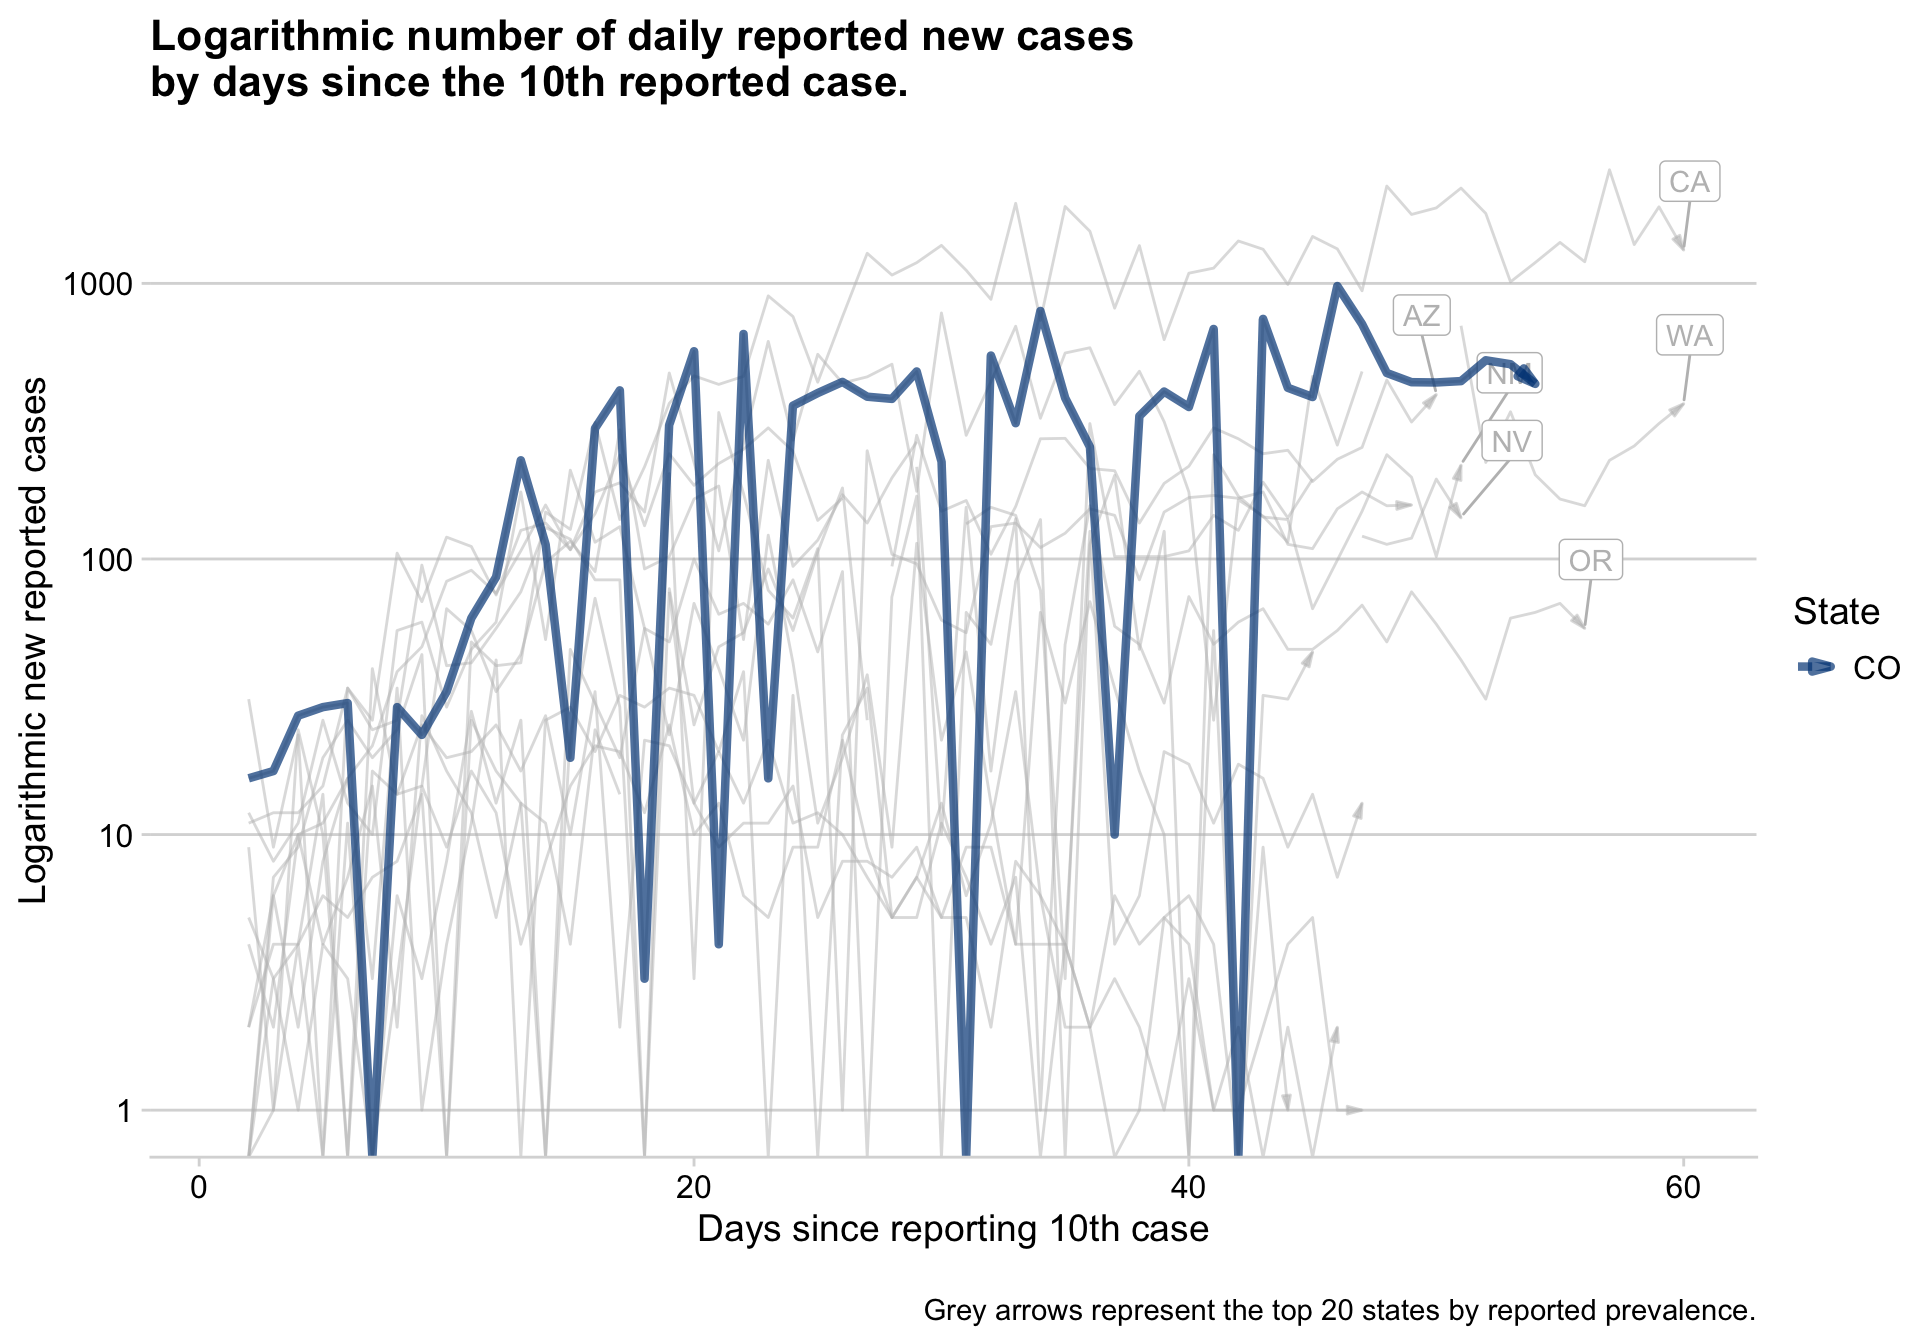 Logarithmic number of daily reported new cases
by days since the 10th reported case.
Logarithmic new reported cases
1000
100
10
1
CA
AZ
WA
NM
NV
OR
State
CO
0
20
40
60
Days since reporting 10th case
Grey arrows represent the top 20 states by reported prevalence.